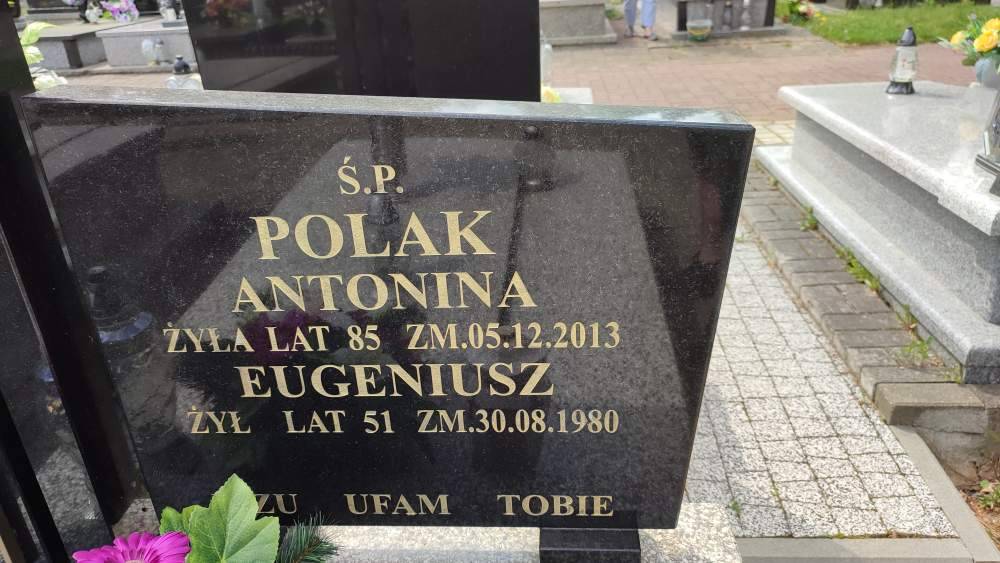 Ś.P.
POLAK
ANTONINA
ŻYŁA LAT 85 ZM.05.12.2013
EUGENIUSZ
ŻYŁ LAT 51 ZM.30.08.1980
UFAM TOBIE